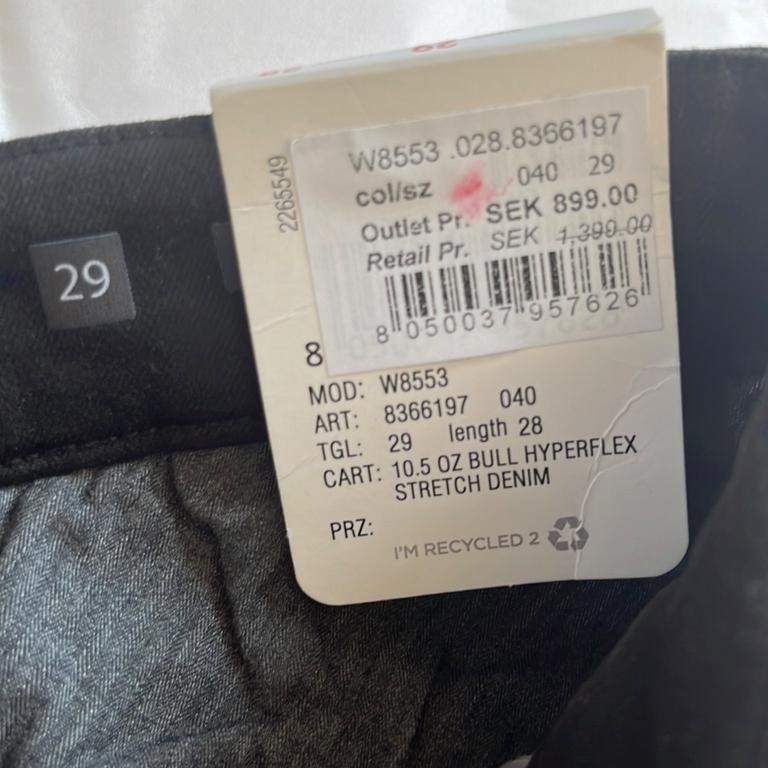 W8553 .028.8366197
col/sz 040 29
Outlet Pr. SEK 899.00
Retail Pr. SEK 1,399.00
8 050037 957626
2265549
29
8
MOD: W8553
ART: 8366197 040
TGL: 29 length 28
CART: 10.5 OZ BULL HYPERFLEX
STRETCH DENIM
PRZ:
I'M RECYCLED 2